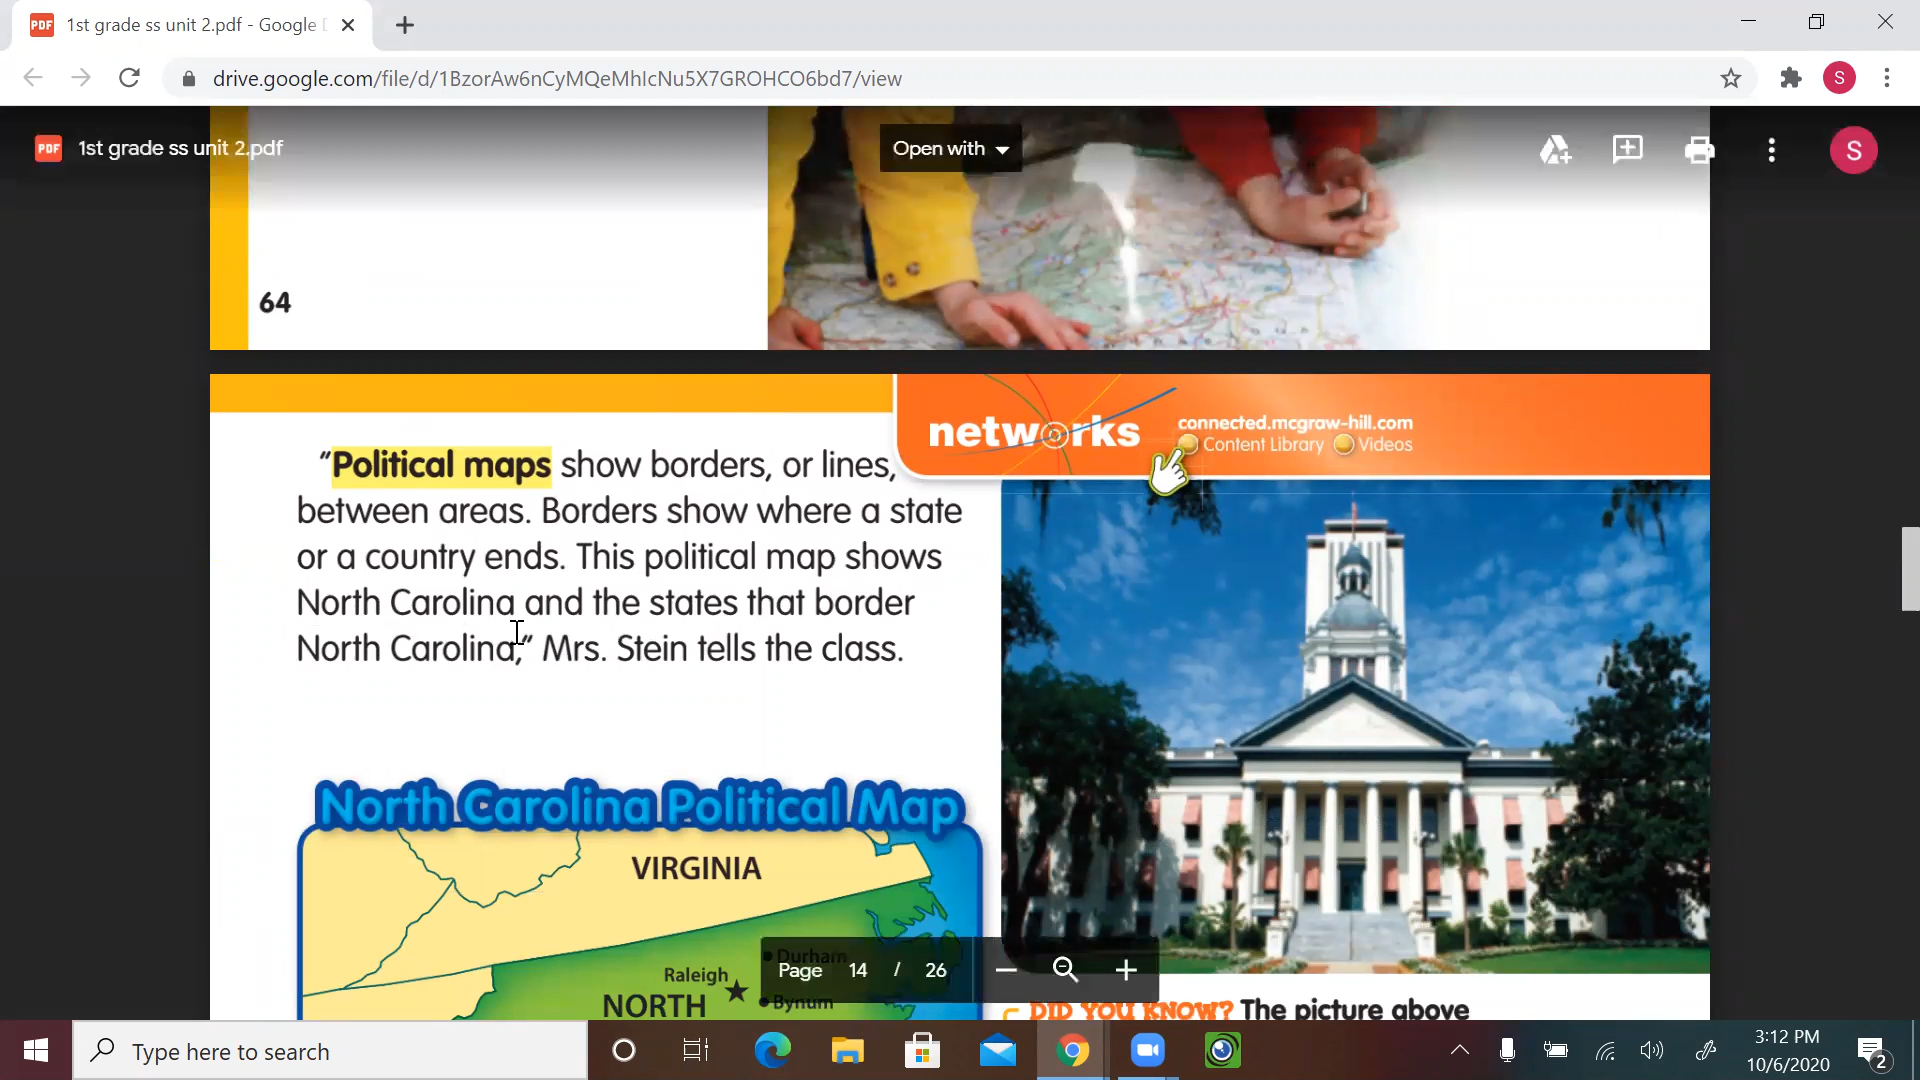 1st grade ss unit 2.pdf - Google
drive.google.com/file/d/1BzorAw6nCyMQeMhIcNu5X7GROHCO6bd7/view
S
PDF
1st grade ss unit 2.pdf
Open with
S
64
networks
connected.mcgraw-hill.com
Content Library Videos
"Political maps show borders, or lines,
between areas. Borders show where a state
or a country ends. This political map shows
North Carolina and the states that border
North Carolina," Mrs. Stein tells the class.
North Carolina Political Map
VIRGINIA
Durham
Raleigh
NORTH
Bynum
Page 14 / 26
DID YOU KNOW? The picture above
Type here to search
3:12 PM
10/6/2020
2